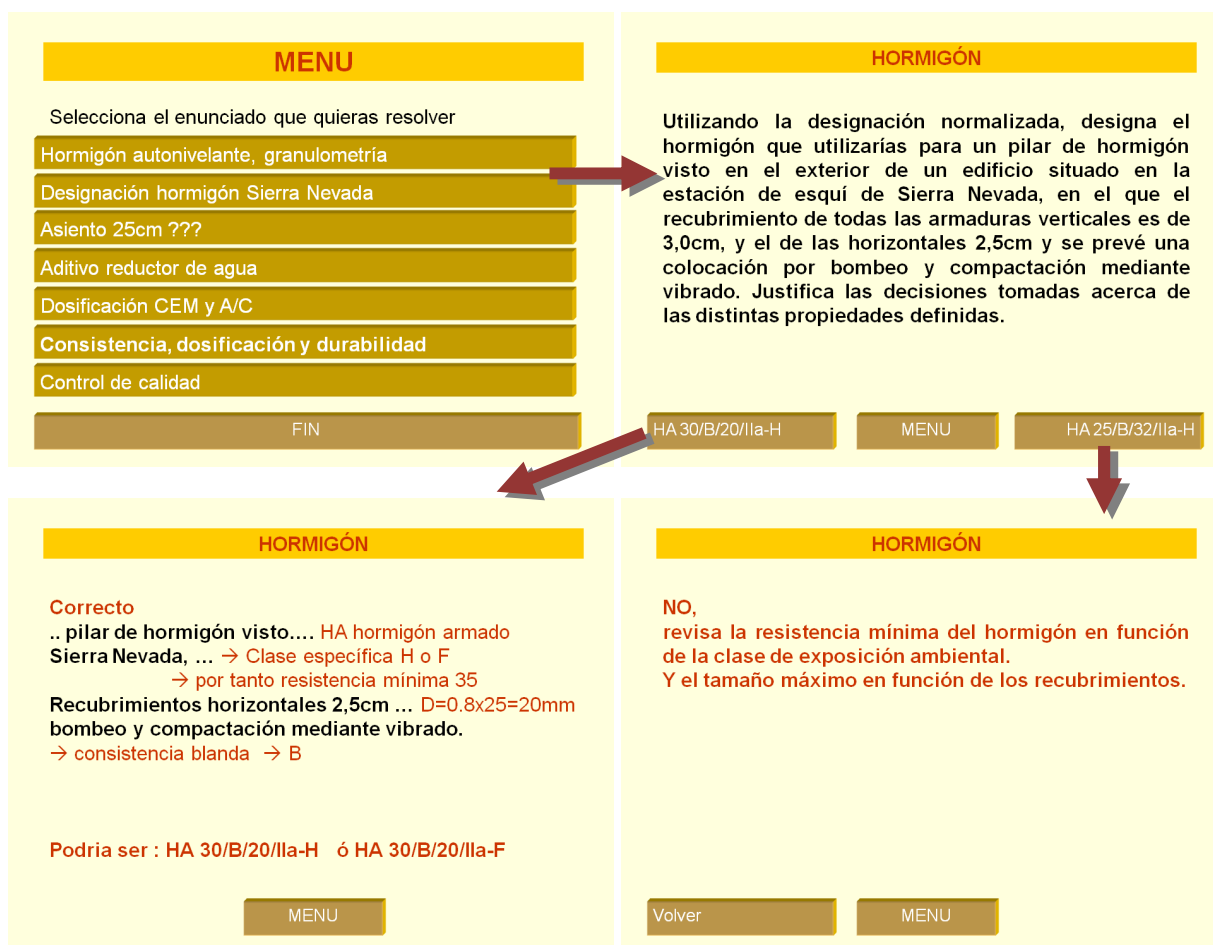 MENU
Selecciona el enunciado que quieras resolver
Hormigón autonivelante, granulometría
Designación hormigón Sierra Nevada
Asiento 25cm ???
Aditivo reductor de agua
Dosificación CEM y A/C
Consistencia, dosificación y durabilidad
Control de calidad
FIN
HORMIGÓN
Utilizando la designación normalizada, designa el
hormigón que utilizarías para un pilar de hormigón
visto en el exterior de un edificio situado en la
estación de esquí de Sierra Nevada, en el que el
recubrimiento de todas las armaduras verticales es de
3,0cm, y el de las horizontales 2,5cm y se prevé una
colocación por bombeo y compactación mediante
vibrado. Justifica las decisiones tomadas acerca de
las distintas propiedades definidas.
HA 30/B/20/IIa-H
MENU
HA 25/B/32/IIa-H
HORMIGÓN
Correcto
.. pilar de hormigón visto.... HA hormigón armado
Sierra Nevada, ... → Clase específica H o F
→ por tanto resistencia mínima 35
Recubrimientos horizontales 2,5cm ... D=0.8x25=20mm
bombeo y compactación mediante vibrado.
→ consistencia blanda → B
Podria ser : HA 30/B/20/IIa-H ó HA 30/B/20/IIa-F
MENU
HORMIGÓN
NO,
revisa la resistencia mínima del hormigón en función
de la clase de exposición ambiental.
Y el tamaño máximo en función de los recubrimientos.
Volver
MENU